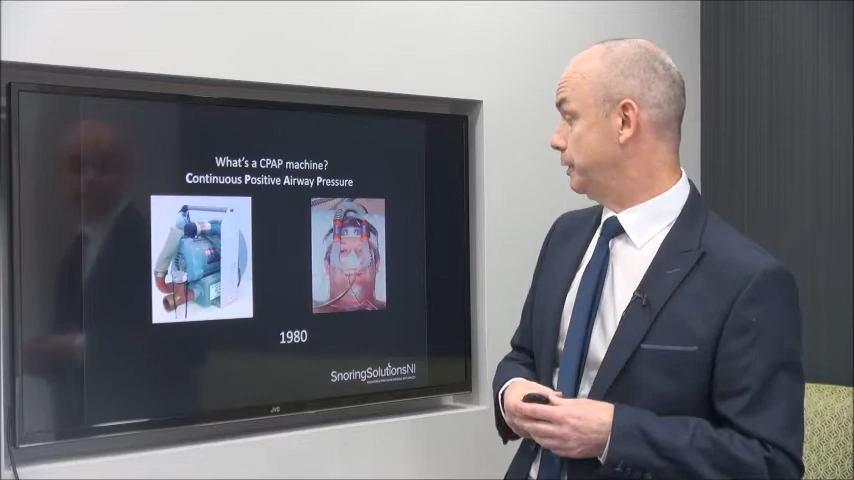 What's a CPAP machine?
Continuous Positive Airway Pressure
1980
SnoringSolutionsNI
JVC